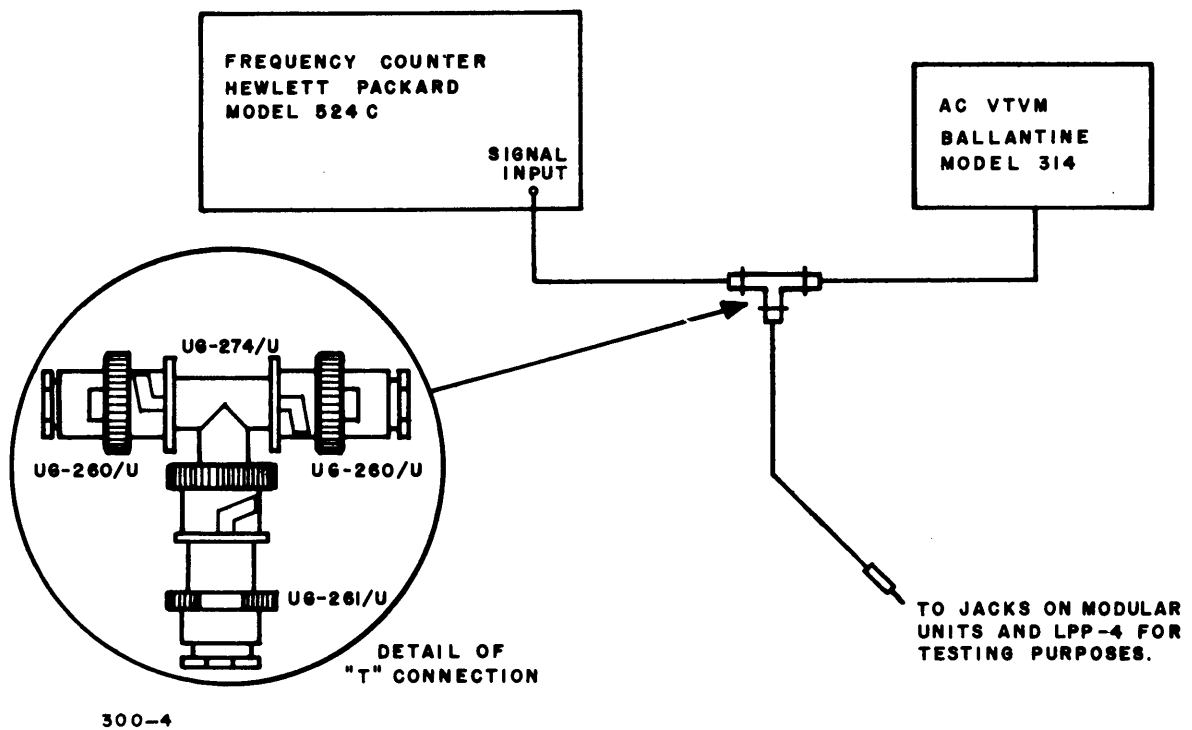 FREQUENCY COUNTER
HEWLETT PACKARD
MODEL 524 C
SIGNAL
INPUT
AC VTVM
BALLANTINE
MODEL 314
UG-274/U
UG-260/U
UG-260/U
UG-261/U
DETAIL OF
"T" CONNECTION
TO JACKS ON MODULAR
UNITS AND LPP-4 FOR
TESTING PURPOSES.
300-4